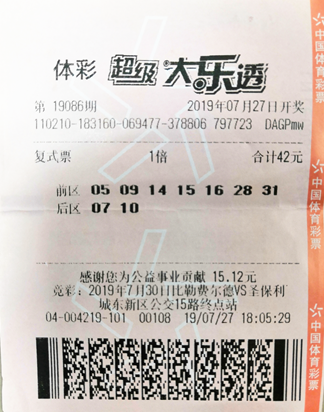 体彩 超级大乐透
第 19086期 2019年07月27日开奖
110210-183160-069477-378806 797723 DAGPmw
复式票 1倍 合计42元
前区 05 09 14 15 16 28 31
后区 07 10
感谢您为公益事业贡献 15.12元
竞彩：2019年7月30日比勒费尔德VS圣保利
城东新区公交15路终点站
04-004219-101 00108 19/07/27 18:05:29
中国体育彩票
中国体育彩票
中国体育彩票